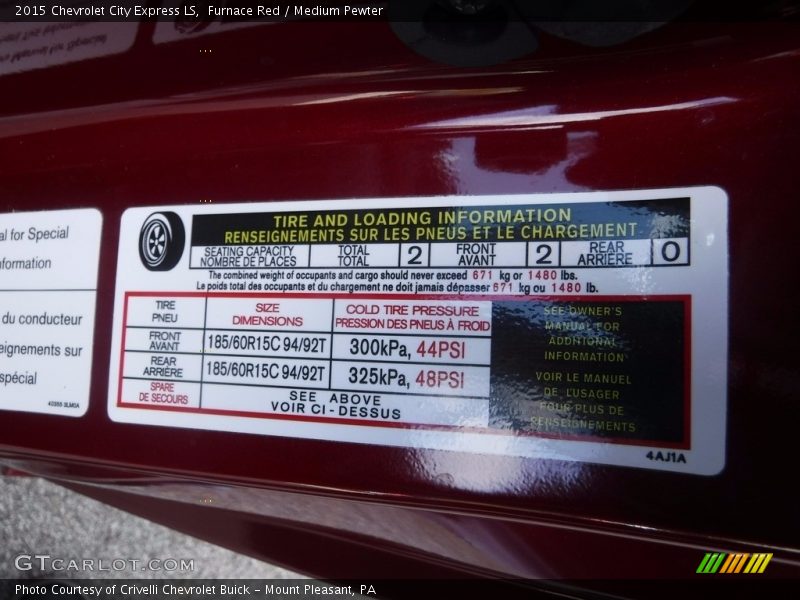 2015 Chevrolet City Express LS,  Furnace Red / Medium Pewter
al for Special
nformation
du conducteur
eignements sur
spécial
TIRE AND LOADING INFORMATION
RENSEIGNEMENTS SUR LES PNEUS ET LE CHARGEMENT
SEATING CAPACITY TOTAL 2 FRONT 2 REAR 0
NOMBRE DE PLACES TOTAL AVANT ARRIÈRE
The combined weight of occupants and cargo should never exceed 671 kg or 1480 lbs.
Le poids total des occupants et du chargement ne doit jamais dépasser 671 kg ou 1480 lb.
TIRE SIZE COLD TIRE PRESSURE
PNEU DIMENSIONS PRESSION DES PNEUS À FROID
FRONT AVANT 185/60R15C 94/92T 300kPa, 44PSI
REAR ARRIÈRE 185/60R15C 94/92T 325kPa, 48PSI
SPARE DE SECOURS SEE ABOVE
VOIR CI-DESSUS
SEE OWNER'S
MANUAL FOR
ADDITIONAL
INFORMATION
VOIR LE MANUEL
DE L'USAGER
POUR PLUS DE
RENSEIGNEMENTS
4AJ1A
GTCARLOT.COM
Photo Courtesy of Crivelli Chevrolet Buick - Mount Pleasant, PA